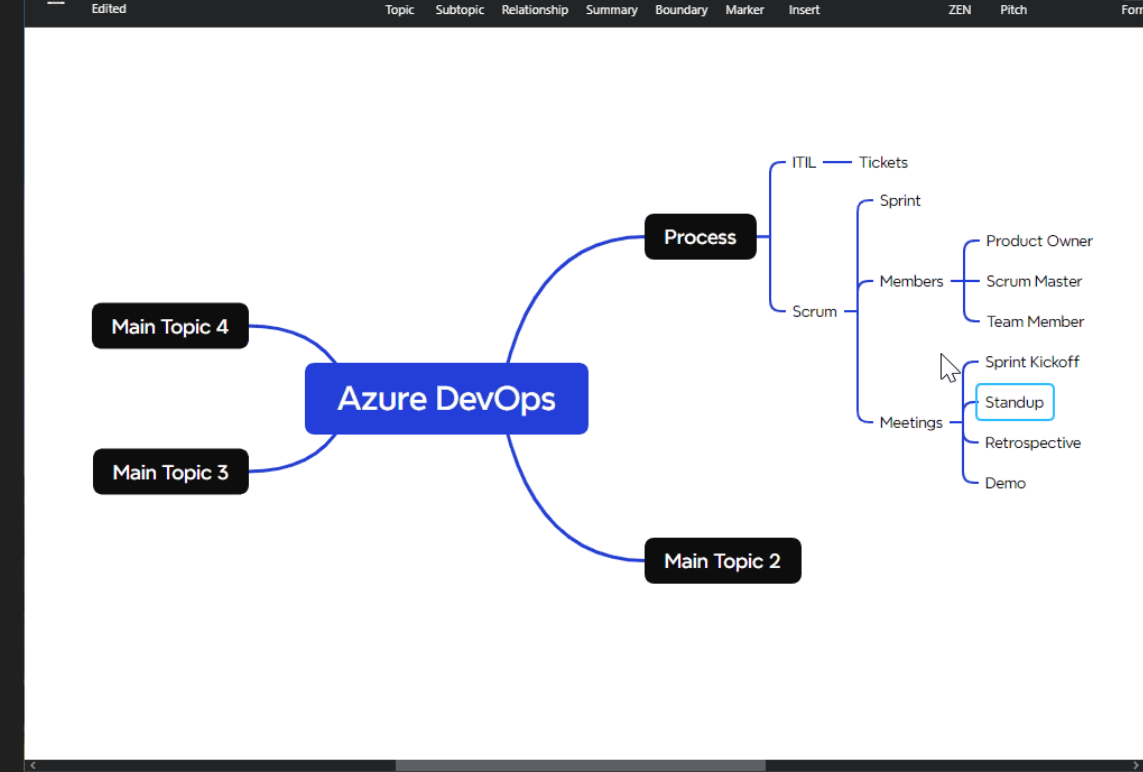 Edited
Topic Subtopic Relationship Summary Boundary Marker Insert ZEN Pitch
ITIL Tickets
Sprint
Process
Product Owner
Members Scrum Master
Scrum
Team Member
Main Topic 4
Sprint Kickoff
Azure DevOps
Standup
Meetings
Retrospective
Main Topic 3
Demo
Main Topic 2